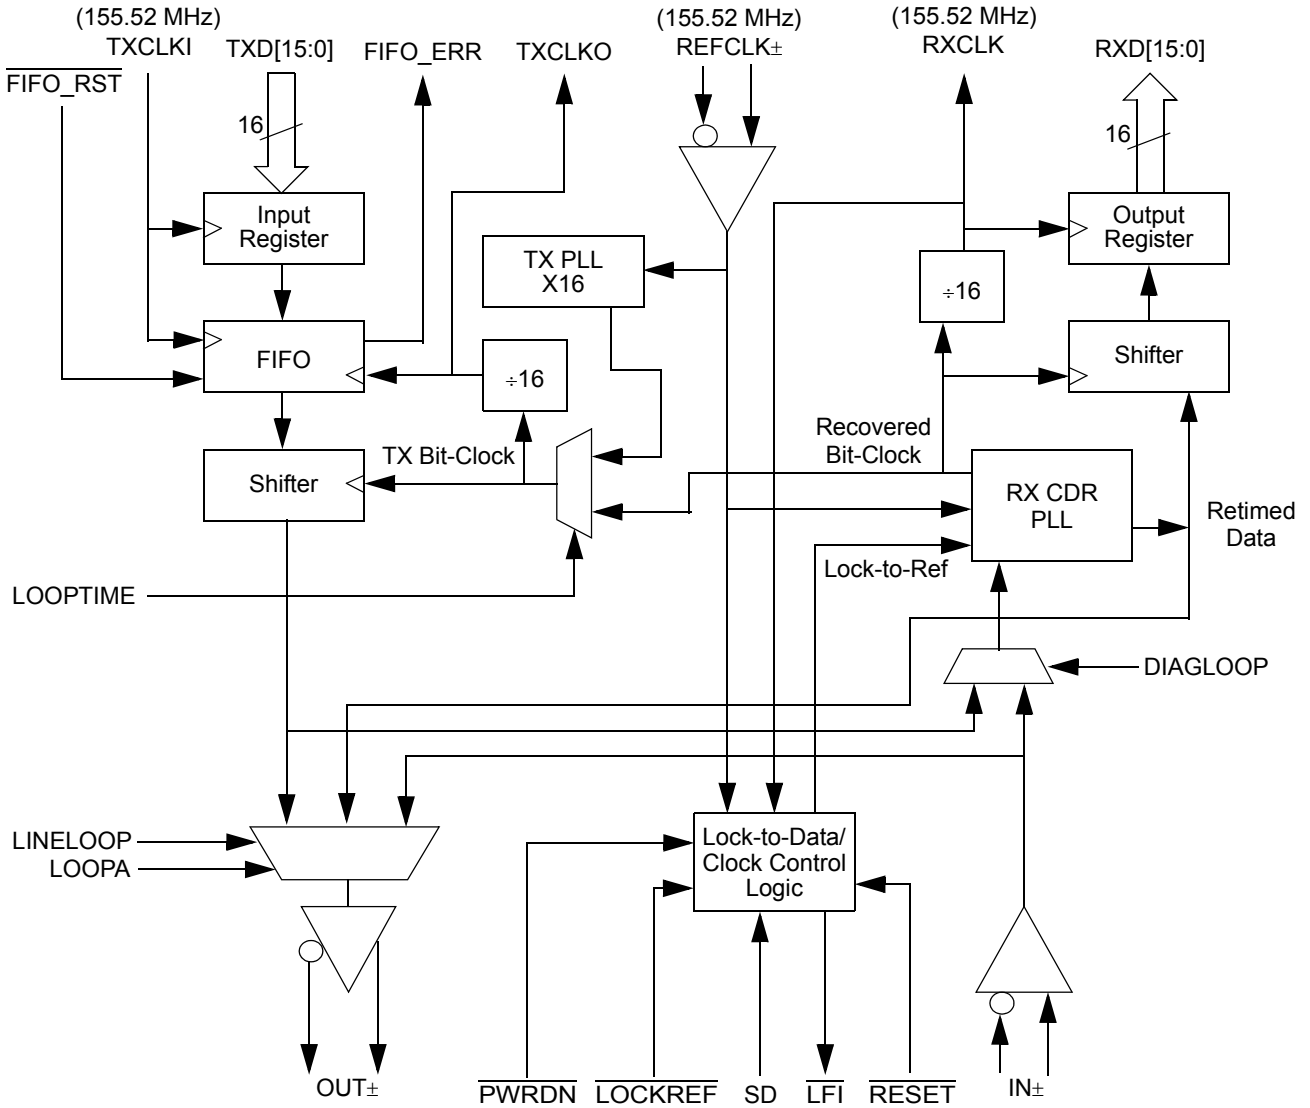 (155.52 MHz)
TXCLKI
TXD[15:0]
FIFO_ERR
TXCLKO
(155.52 MHz)
REFCLK±
(155.52 MHz)
RXCLK
RXD[15:0]
FIFO_RST
16
16
Input
Register
Output
Register
TX PLL
X16
÷16
FIFO
÷16
Shifter
Recovered
Bit-Clock
TX Bit-Clock
Shifter
RX CDR
PLL
Retimed
Data
Lock-to-Ref
LOOPTIME
DIAGLOOP
LINELOOP
LOOPA
Lock-to-Data/
Clock Control
Logic
OUT±
PWRDN
LOCKREF
SD
LFI
RESET
IN±